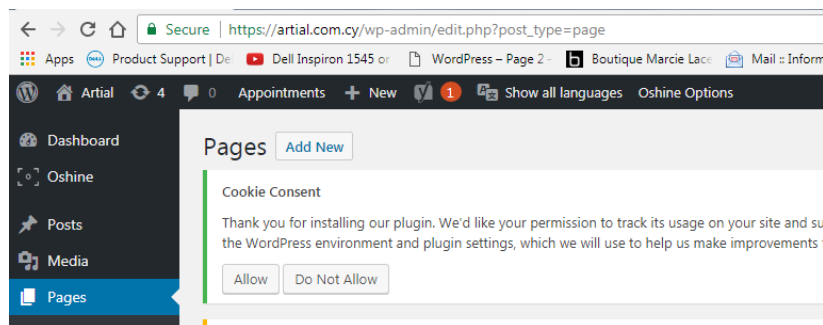 Secure https://artial.com.cy/wp-admin/edit.php?post_type=page
Apps Product Support | De Dell Inspiron 1545 or WordPress – Page 2 - Boutique Marcie Lace Mail :: Inform
Artial 4 0 Appointments + New 1 Show all languages Oshine Options
Dashboard
Pages Add New
Oshine
Cookie Consent
Posts
Thank you for installing our plugin. We'd like your permission to track its usage on your site and su
the WordPress environment and plugin settings, which we will use to help us make improvements
Media
Allow Do Not Allow
Pages